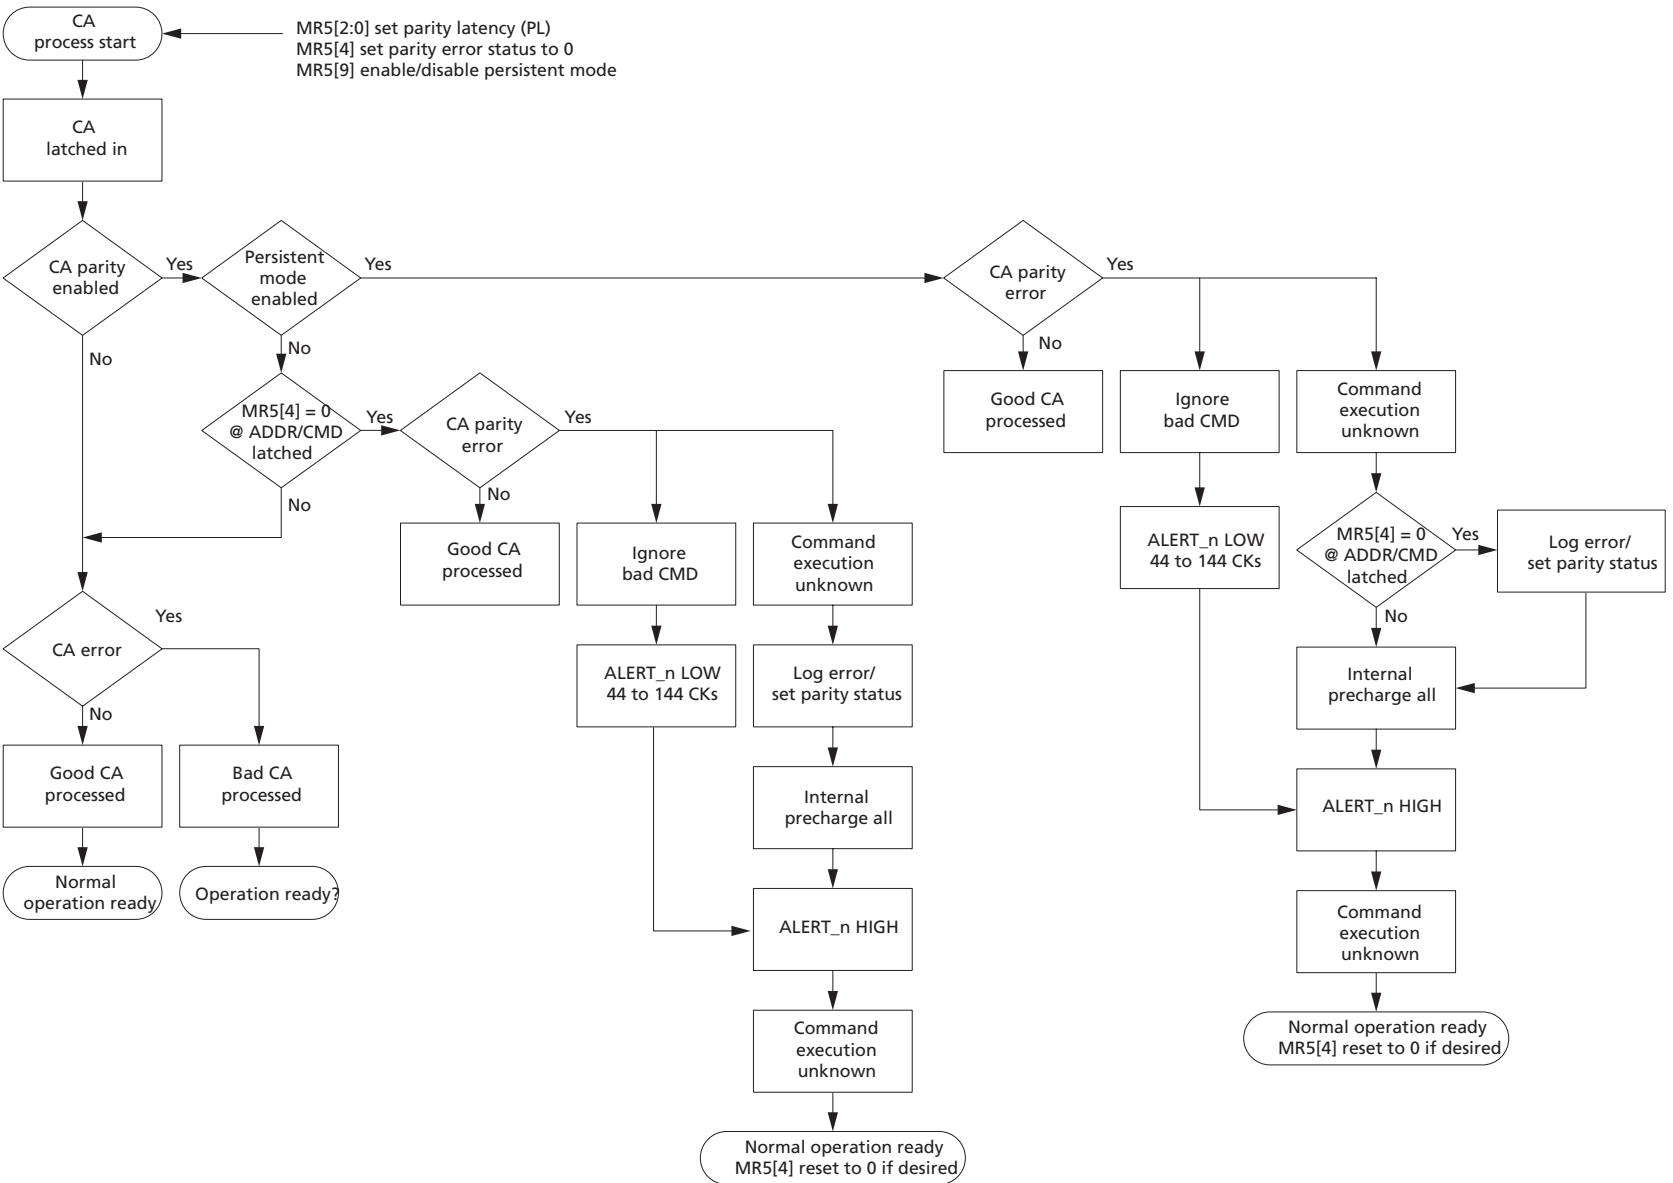 CA
process start
MR5[2:0] set parity latency (PL)
MR5[4] set parity error status to 0
MR5[9] enable/disable persistent mode
CA
latched in
CA parity
enabled
Yes
No
Persistent
mode
enabled
Yes
No
CA parity
error
Yes
No
Good CA
processed
Ignore
bad CMD
Command
execution
unknown
MR5[4] = 0
@ ADDR/CMD
latched
Yes
No
CA parity
error
Yes
No
Good CA
processed
Ignore
bad CMD
Command
execution
unknown
ALERT_n LOW
44 to 144 CKs
MR5[4] = 0
@ ADDR/CMD
latched
Yes
No
Log error/
set parity status
CA error
Yes
No
ALERT_n LOW
44 to 144 CKs
Log error/
set parity status
Internal
precharge all
Good CA
processed
Bad CA
processed
Internal
precharge all
ALERT_n HIGH
Normal
operation ready
Operation ready?
ALERT_n HIGH
Command
execution
unknown
Command
execution
unknown
Normal operation ready
MR5[4] reset to 0 if desired
Normal operation ready
MR5[4] reset to 0 if desired